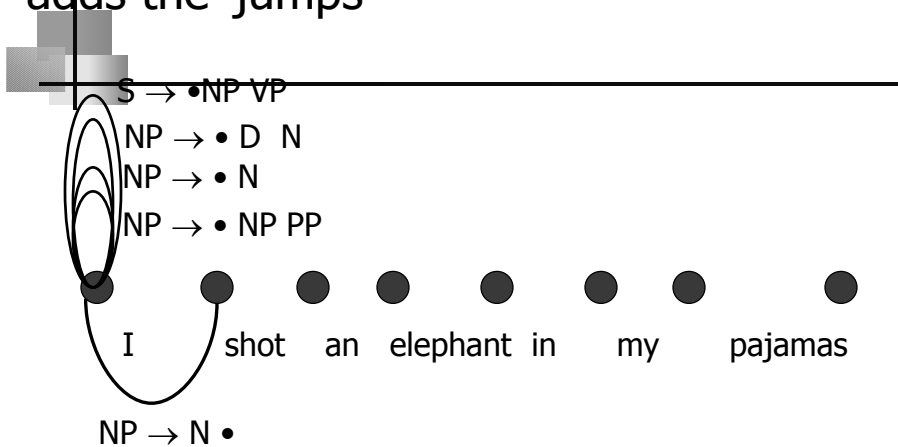 adds the jumps
S → •NP VP
NP → • D N
NP → • N
NP → • NP PP
I shot an elephant in my pajamas
NP → N •